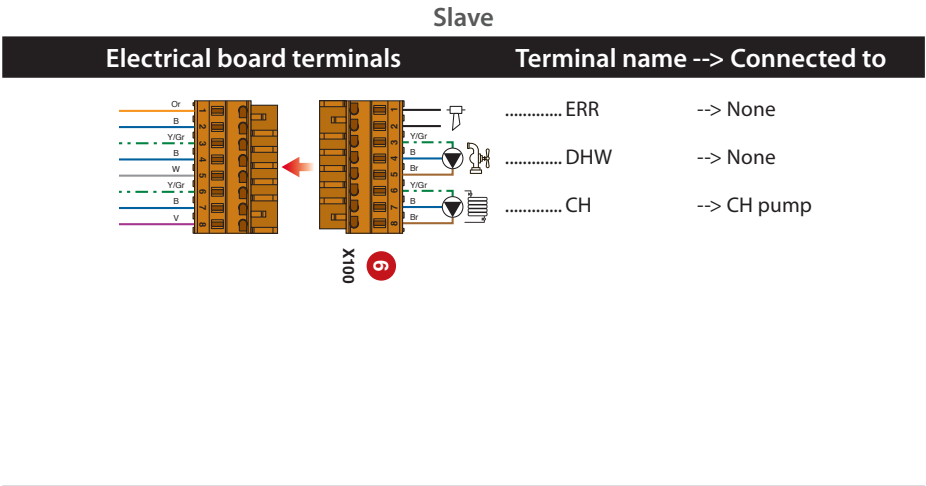 Slave
Electrical board terminals Terminal name --> Connected to
Or
B
Y/Gr
B
W
Y/Gr
B
V
1
2
3
4
5
6
7
8
1
2
3
4
5
6
7
8
Y/Gr
B
Br
Y/Gr
B
Br
............. ERR --> None
............. DHW --> None
............. CH --> CH pump
X100
6